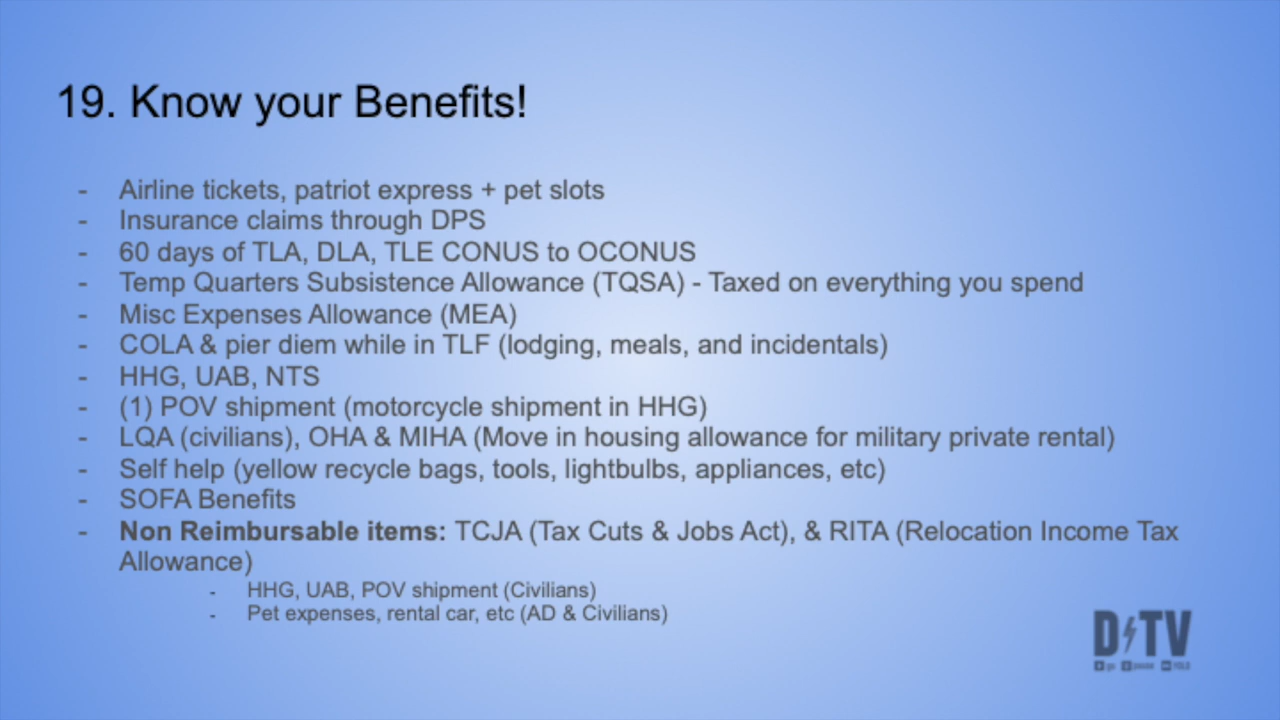 19. Know your Benefits!
- Airline tickets, patriot express + pet slots
- Insurance claims through DPS
- 60 days of TLA, DLA, TLE CONUS to OCONUS
- Temp Quarters Subsistence Allowance (TQSA) - Taxed on everything you spend
- Misc Expenses Allowance (MEA)
- COLA & pier diem while in TLF (lodging, meals, and incidentals)
- HHG, UAB, NTS
- (1) POV shipment (motorcycle shipment in HHG)
- LQA (civilians), OHA & MIHA (Move in housing allowance for military private rental)
- Self help (yellow recycle bags, tools, lightbulbs, appliances, etc)
- SOFA Benefits
- Non Reimbursable items: TCJA (Tax Cuts & Jobs Act), & RITA (Relocation Income Tax
Allowance)
- HHG, UAB, POV shipment (Civilians)
- Pet expenses, rental car, etc (AD & Civilians)
D TV